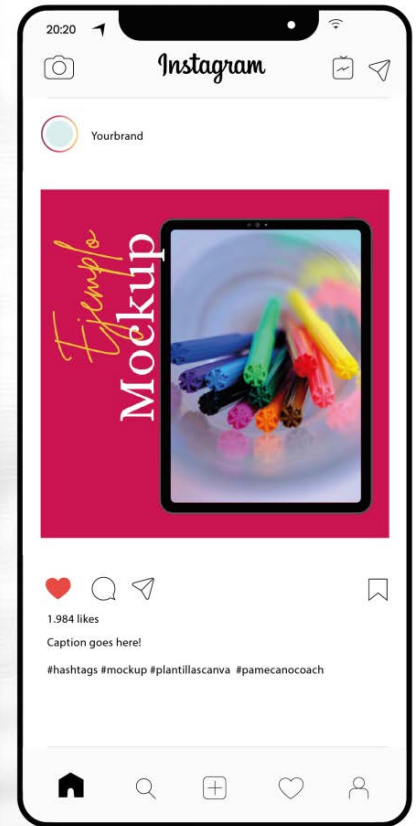 20:20
Instagram
Yourbrand
Ejemplo
Mockup
1.984 likes
Caption goes here!
#hashtags #mockup #plantillascanva #pamecanocoach